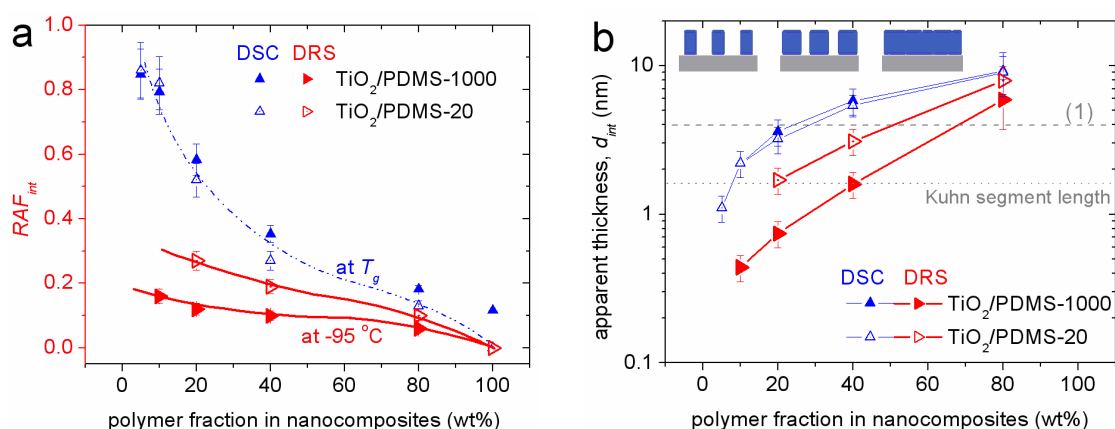 a
DSC DRS
TiO2/PDMS-1000
TiO2/PDMS-20
RAFint
1.0
0.8
0.6
0.4
0.2
0.0
at Tg
at -95 °C
0 20 40 60 80 100
polymer fraction in nanocomposites (wt%)
b
apparent thickness, dint (nm)
10
1
0.1
(1)
Kuhn segment length
DSC DRS
TiO2/PDMS-1000
TiO2/PDMS-20
0 20 40 60 80 100
polymer fraction in nanocomposites (wt%)